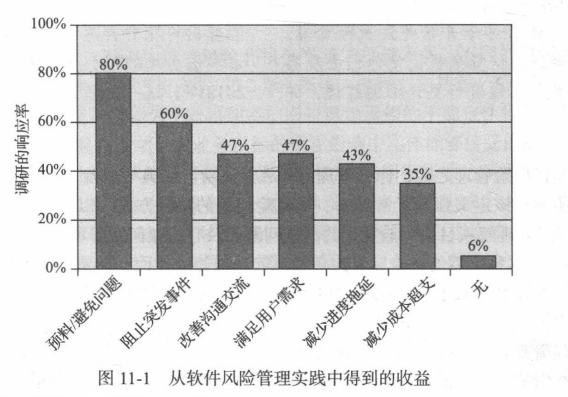 100%
80%
60%
40%
20%
0%
调研的响应率
80%
60%
47%
47%
43%
35%
6%
预料/避免问题
阻止突发事件
改善沟通交流
满足用户需求
减少进度拖延
减少成本超支
无
图 11-1 从软件风险管理实践中得到的收益